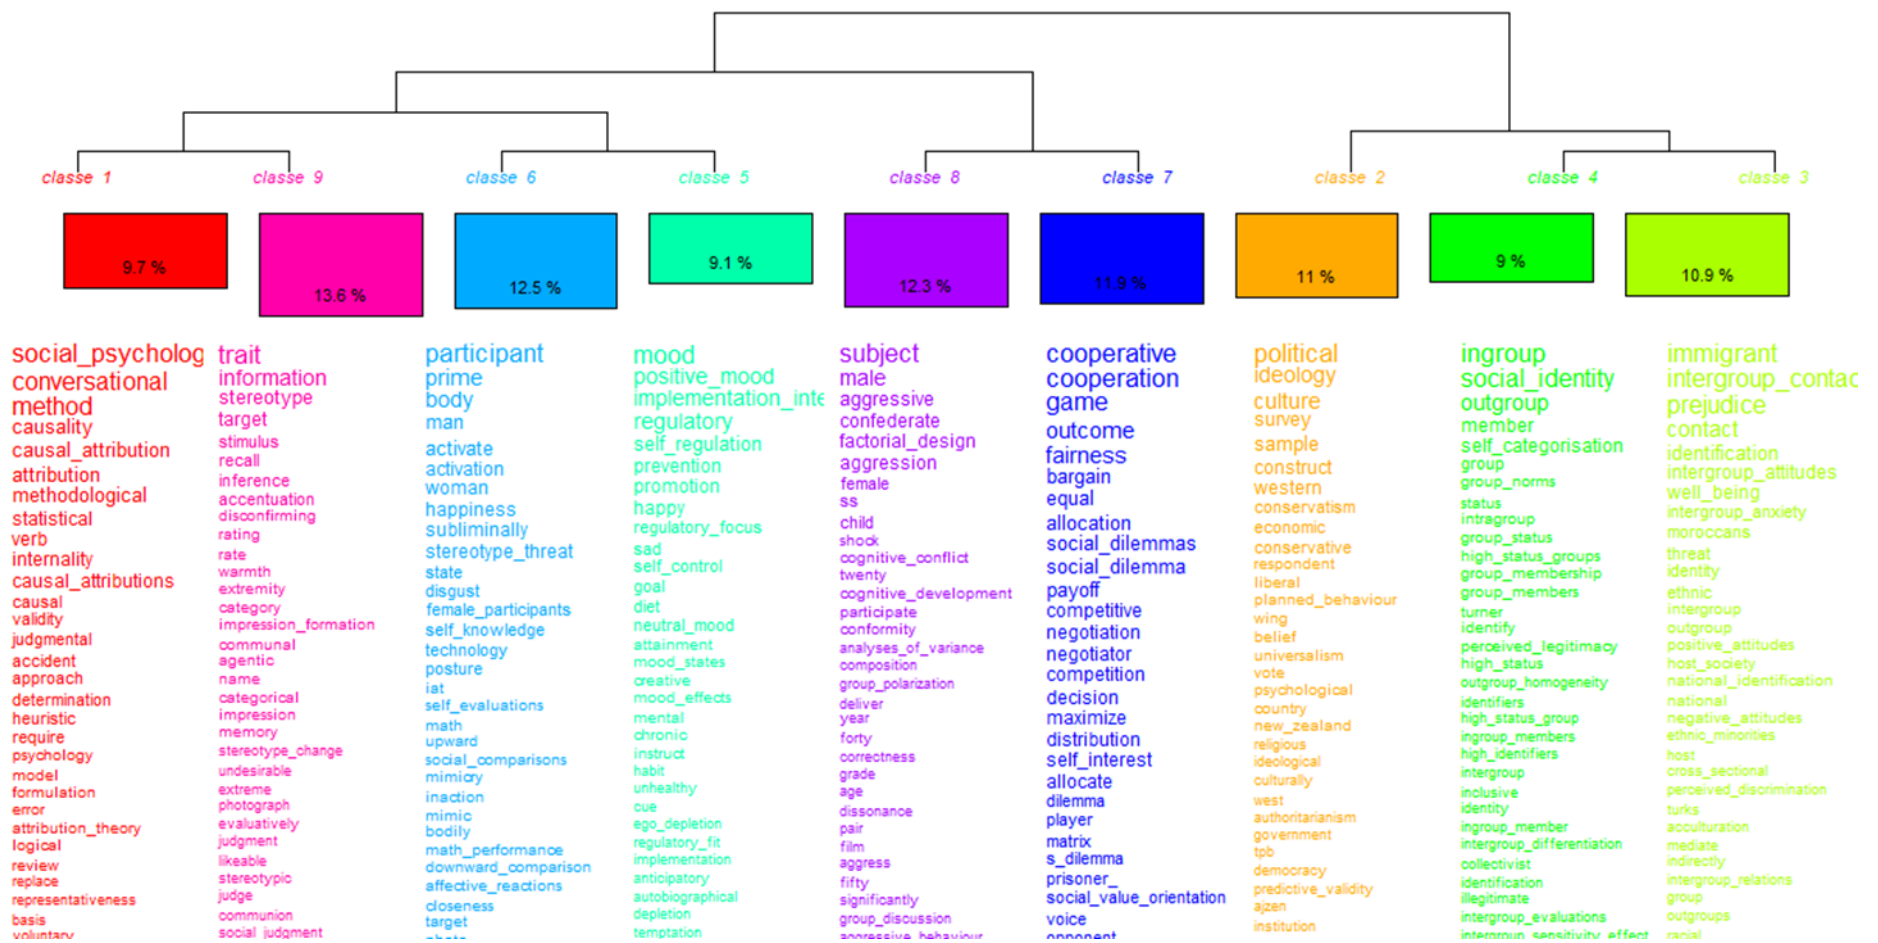 classe 1
classe 9
classe 6
classe 5
classe 8
classe 7
classe 2
classe 4
classe 3
9.7 %
13.6 %
12.5 %
9.1 %
12.3 %
11.9 %
11 %
9 %
10.9 %
social_psycholog
conversational
method
causality
causal_attribution
attribution
methodological
statistical
verb
internality
causal_attributions
causal
validity
judgmental
accident
approach
determination
heuristic
require
psychology
model
formulation
error
attribution_theory
logical
review
replace
representativeness
basis
voluntary
trait
information
stereotype
target
stimulus
recall
inference
accentuation
disconfirming
rating
rate
warmth
extremity
category
impression_formation
communal
agentic
name
categorical
impression
memory
stereotype_change
undesirable
extreme
photograph
evaluatively
judgment
likeable
stereotypic
judge
communion
social_judgment
participant
prime
body
man
activate
activation
woman
happiness
subliminally
stereotype_threat
state
disgust
female_participants
self_knowledge
technology
posture
iat
self_evaluations
math
upward
social_comparisons
mimicry
inaction
mimic
bodily
math_performance
downward_comparison
affective_reactions
closeness
target
mood
positive_mood
implementation_inte
regulatory
self_regulation
prevention
promotion
happy
regulatory_focus
sad
self_control
goal
diet
neutral_mood
attainment
mood_states
creative
mood_effects
mental
chronic
instruct
habit
unhealthy
cue
ego_depletion
regulatory_fit
implementation
anticipatory
autobiographical
depletion
temptation
subject
male
aggressive
confederate
factorial_design
aggression
female
ss
child
shock
cognitive_conflict
twenty
cognitive_development
participate
conformity
analyses_of_variance
composition
group_polarization
deliver
year
forty
correctness
grade
age
dissonance
pair
film
aggress
fifty
significantly
group_discussion
aggressive_behaviour
cooperative
cooperation
game
outcome
fairness
bargain
equal
allocation
social_dilemmas
social_dilemma
payoff
competitive
negotiation
negotiator
competition
decision
maximize
distribution
self_interest
allocate
dilemma
player
matrix
s_dilemma
prisoner_
social_value_orientation
voice
opponent
political
ideology
culture
survey
sample
construct
western
conservatism
economic
conservative
respondent
liberal
planned_behaviour
wing
belief
universalism
vote
psychological
country
new_zealand
religious
ideological
culturally
west
authoritarianism
government
tpb
democracy
predictive_validity
ajzen
institution
ingroup
social_identity
outgroup
member
self_categorisation
group
group_norms
status
intragroup
group_status
high_status_groups
group_membership
group_members
turner
identify
perceived_legitimacy
high_status
outgroup_homogeneity
identifiers
high_status_group
ingroup_members
high_identifiers
intergroup
inclusive
identity
ingroup_member
intergroup_differentiation
collectivist
identification
illegitimate
intergroup_evaluations
intergroup_sensitivity_effect
immigrant
intergroup_contac
prejudice
contact
identification
intergroup_attitudes
well_being
intergroup_anxiety
moroccans
threat
identity
ethnic
intergroup
outgroup
positive_attitudes
host_society
national_identification
national
negative_attitudes
ethnic_minorities
host
cross_sectional
perceived_discrimination
turks
acculturation
mediate
indirectly
intergroup_relations
group
outgroups
racial